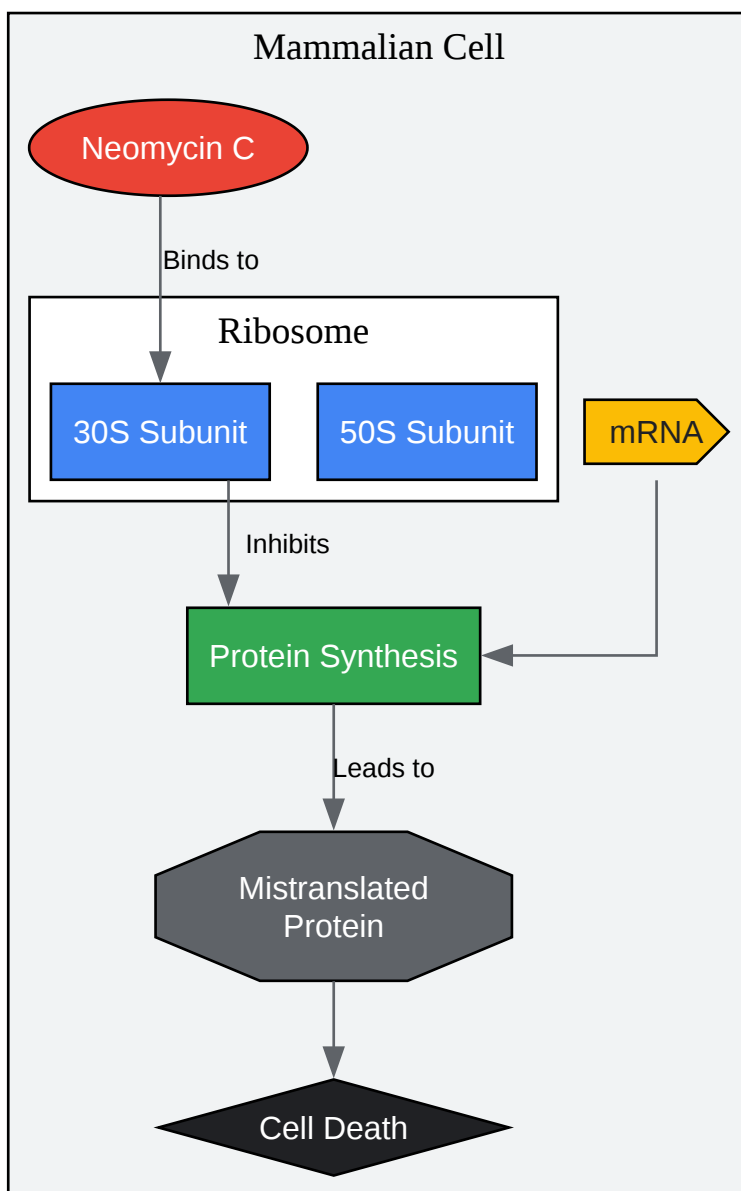 Mammalian Cell
Neomycin C
Binds to
Ribosome
30S Subunit
50S Subunit
mRNA
Inhibits
Protein Synthesis
Leads to
Mistranslated
Protein
Cell Death